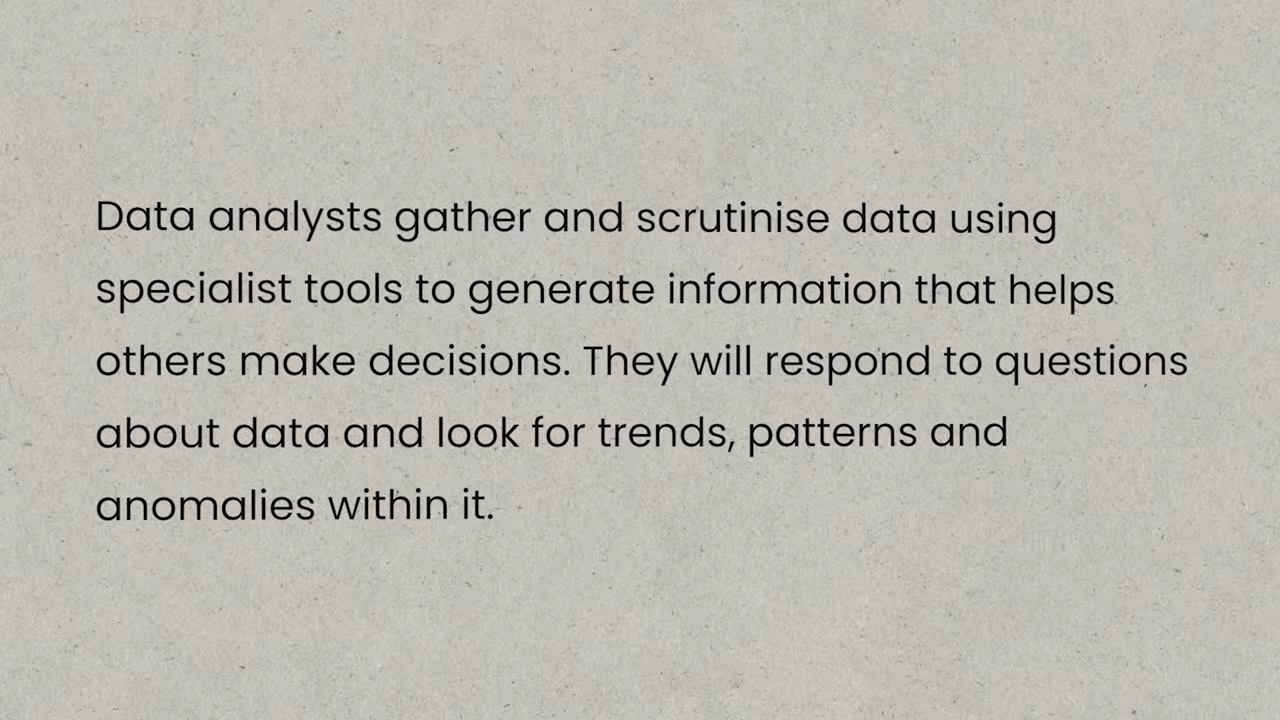 Data analysts gather and scrutinise data using
specialist tools to generate information that helps
others make decisions. They will respond to questions
about data and look for trends, patterns and
anomalies within it.